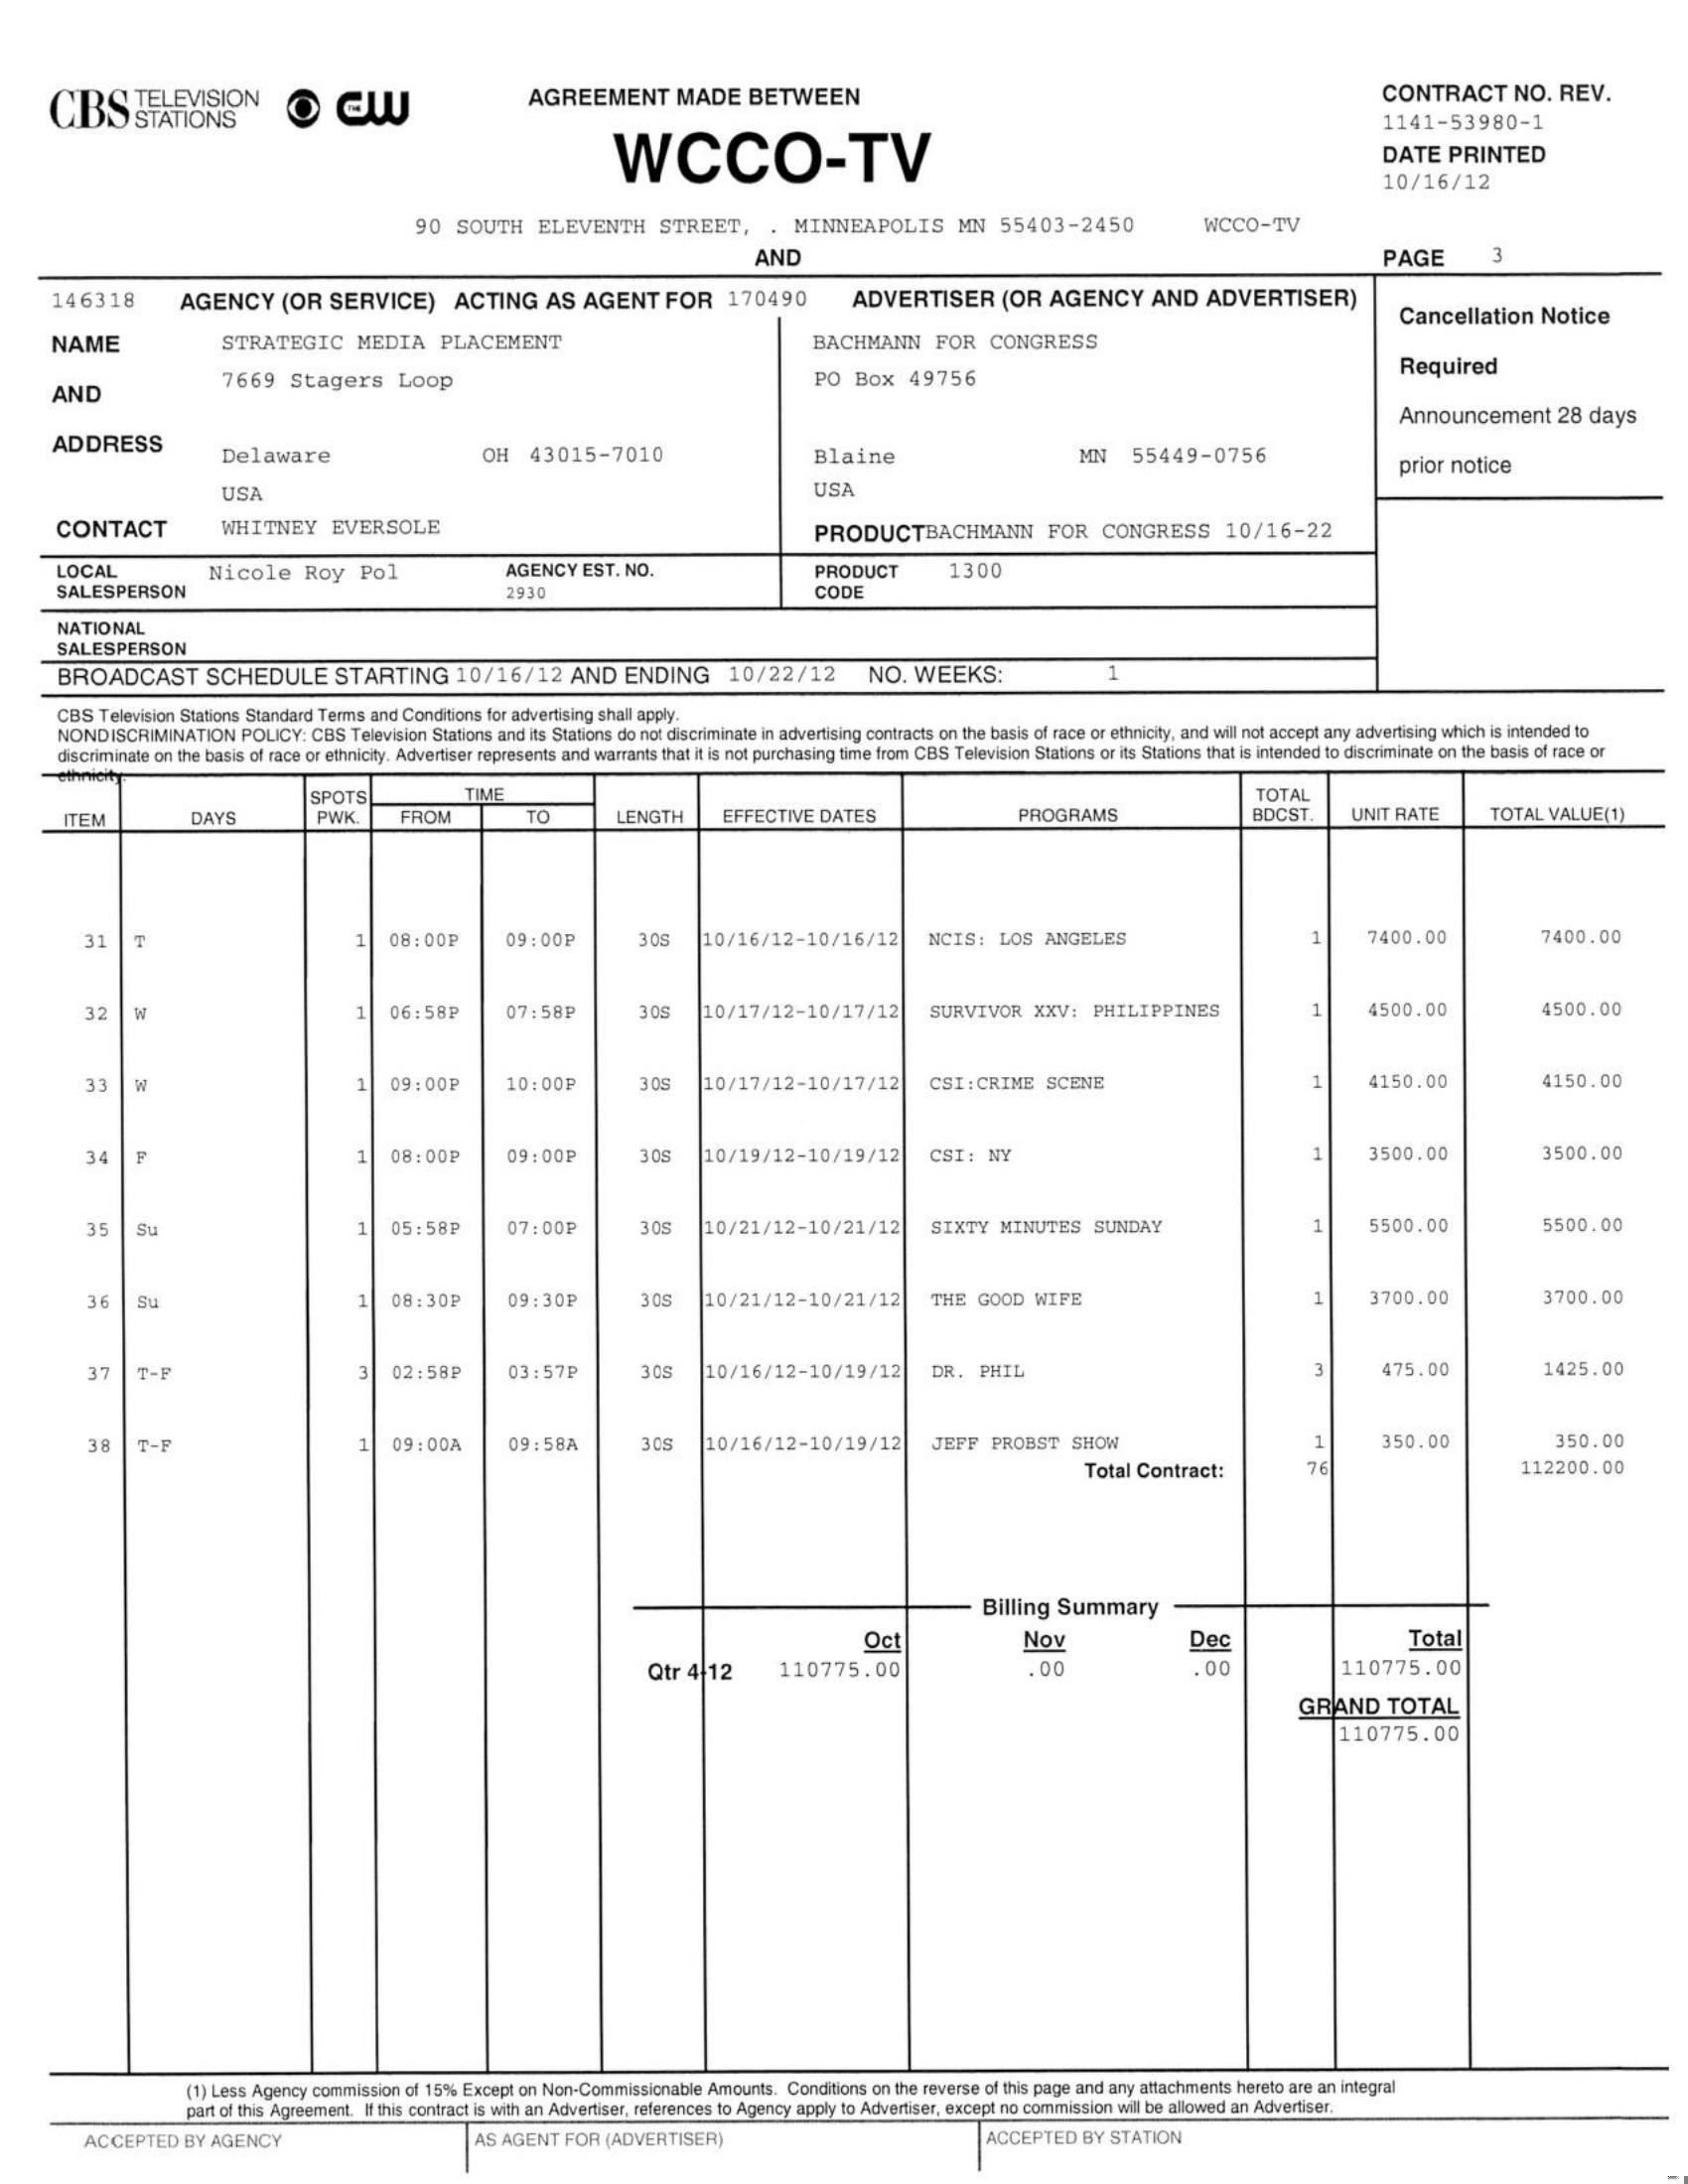 CBS TELEVISION STATIONS THE CW
AGREEMENT MADE BETWEEN
WCCO-TV
CONTRACT NO. REV.
1141-53980-1
DATE PRINTED
10/16/12
90 SOUTH ELEVENTH STREET, . MINNEAPOLIS MN 55403-2450 WCCO-TV
AND
PAGE 3
146318 AGENCY (OR SERVICE) ACTING AS AGENT FOR 170490 ADVERTISER (OR AGENCY AND ADVERTISER)
NAME STRATEGIC MEDIA PLACEMENT BACHMANN FOR CONGRESS
AND 7669 Stagers Loop PO Box 49756
ADDRESS Delaware OH 43015-7010 Blaine MN 55449-0756
USA USA
CONTACT WHITNEY EVERSOLE PRODUCTBACHMANN FOR CONGRESS 10/16-22
Cancellation Notice
Required
Announcement 28 days
prior notice
LOCAL SALESPERSON Nicole Roy Pol AGENCY EST. NO. 2930 PRODUCT CODE 1300
NATIONAL
SALESPERSON
BROADCAST SCHEDULE STARTING 10/16/12 AND ENDING 10/22/12 NO. WEEKS: 1
CBS Television Stations Standard Terms and Conditions for advertising shall apply.
NONDISCRIMINATION POLICY: CBS Television Stations and its Stations do not discriminate in advertising contracts on the basis of race or ethnicity, and will not accept any advertising which is intended to
discriminate on the basis of race or ethnicity. Advertiser represents and warrants that it is not purchasing time from CBS Television Stations or its Stations that is intended to discriminate on the basis of race or
ethnicity.
ITEM DAYS SPOTS PWK. TIME FROM TO LENGTH EFFECTIVE DATES PROGRAMS TOTAL BDCST. UNIT RATE TOTAL VALUE(1)
31 T 1 08:00P 09:00P 30S 10/16/12-10/16/12 NCIS: LOS ANGELES 1 7400.00 7400.00
32 W 1 06:58P 07:58P 30S 10/17/12-10/17/12 SURVIVOR XXV: PHILIPPINES 1 4500.00 4500.00
33 W 1 09:00P 10:00P 30S 10/17/12-10/17/12 CSI:CRIME SCENE 1 4150.00 4150.00
34 F 1 08:00P 09:00P 30S 10/19/12-10/19/12 CSI: NY 1 3500.00 3500.00
35 Su 1 05:58P 07:00P 30S 10/21/12-10/21/12 SIXTY MINUTES SUNDAY 1 5500.00 5500.00
36 Su 1 08:30P 09:30P 30S 10/21/12-10/21/12 THE GOOD WIFE 1 3700.00 3700.00
37 T-F 3 02:58P 03:57P 30S 10/16/12-10/19/12 DR. PHIL 3 475.00 1425.00
38 T-F 1 09:00A 09:58A 30S 10/16/12-10/19/12 JEFF PROBST SHOW 1 350.00 350.00
Total Contract: 76 112200.00
Billing Summary
Oct Nov Dec Total
Qtr 4-12 110775.00 .00 .00 110775.00
GRAND TOTAL
110775.00
(1) Less Agency commission of 15% Except on Non-Commissionable Amounts. Conditions on the reverse of this page and any attachments hereto are an integral
part of this Agreement. If this contract is with an Advertiser, references to Agency apply to Advertiser, except no commission will be allowed an Advertiser.
ACCEPTED BY AGENCY AS AGENT FOR (ADVERTISER) ACCEPTED BY STATION